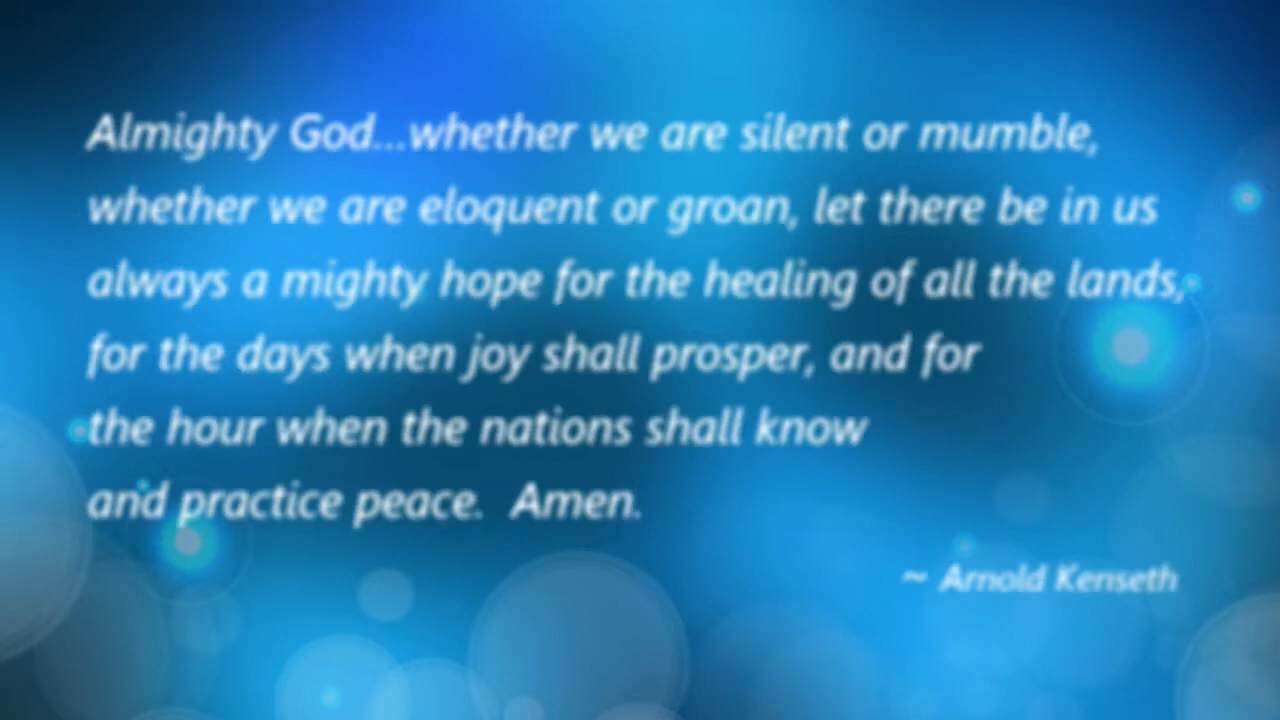 Almighty God...whether we are silent or mumble,
whether we are eloquent or groan, let there be in us
always a mighty hope for the healing of all the lands,
for the days when joy shall prosper, and for
the hour when the nations shall know
and practice peace.  Amen.
~ Arnold Kenseth